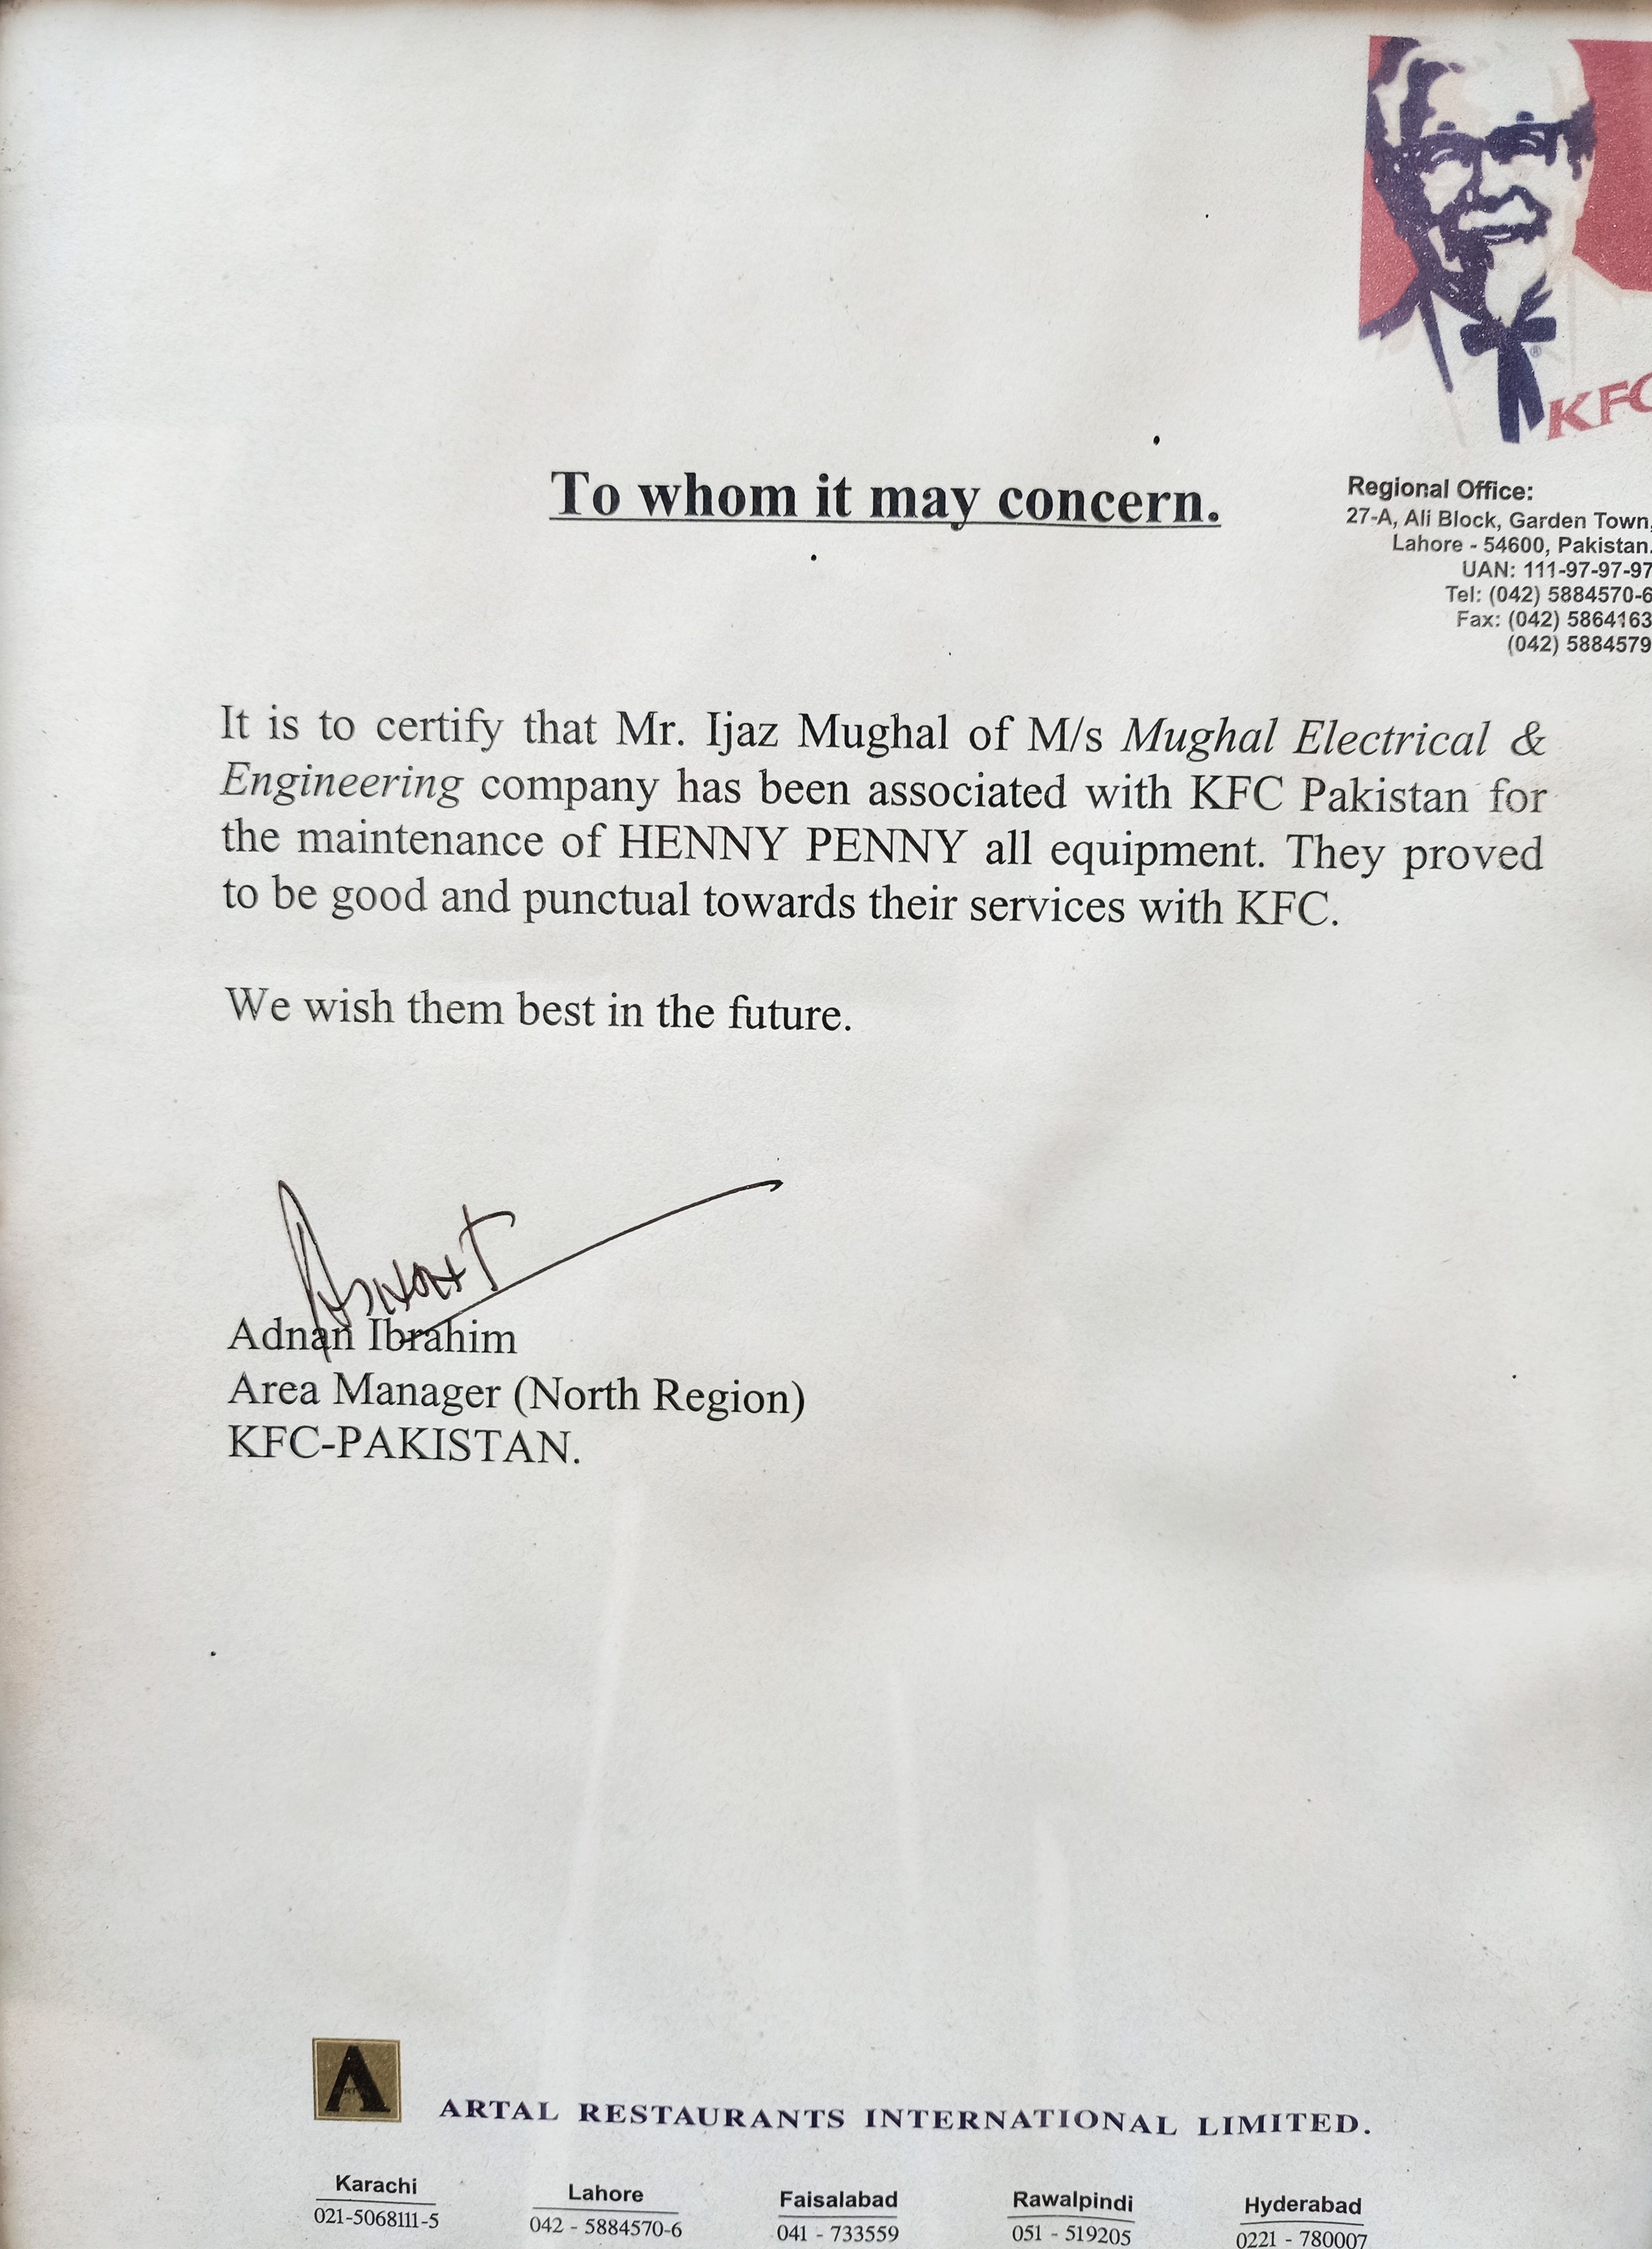 KFC
To whom it may concern.
Regional Office:
27-A, Ali Block, Garden Town,
Lahore - 54600, Pakistan.
UAN: 111-97-97-97
Tel: (042) 5884570-6
Fax: (042) 5864163
(042) 5884579
It is to certify that Mr. Ijaz Mughal of M/s Mughal Electrical &
Engineering company has been associated with KFC Pakistan for
the maintenance of HENNY PENNY all equipment. They proved
to be good and punctual towards their services with KFC.
We wish them best in the future.
Adnan Ibrahim
Area Manager (North Region)
KFC-PAKISTAN.
A
ARTAL RESTAURANTS INTERNATIONAL LIMITED.
Karachi Lahore Faisalabad Rawalpindi Hyderabad
021-5068111-5 042 - 5884570-6 041 - 733559 051 - 519205 0221 - 780007